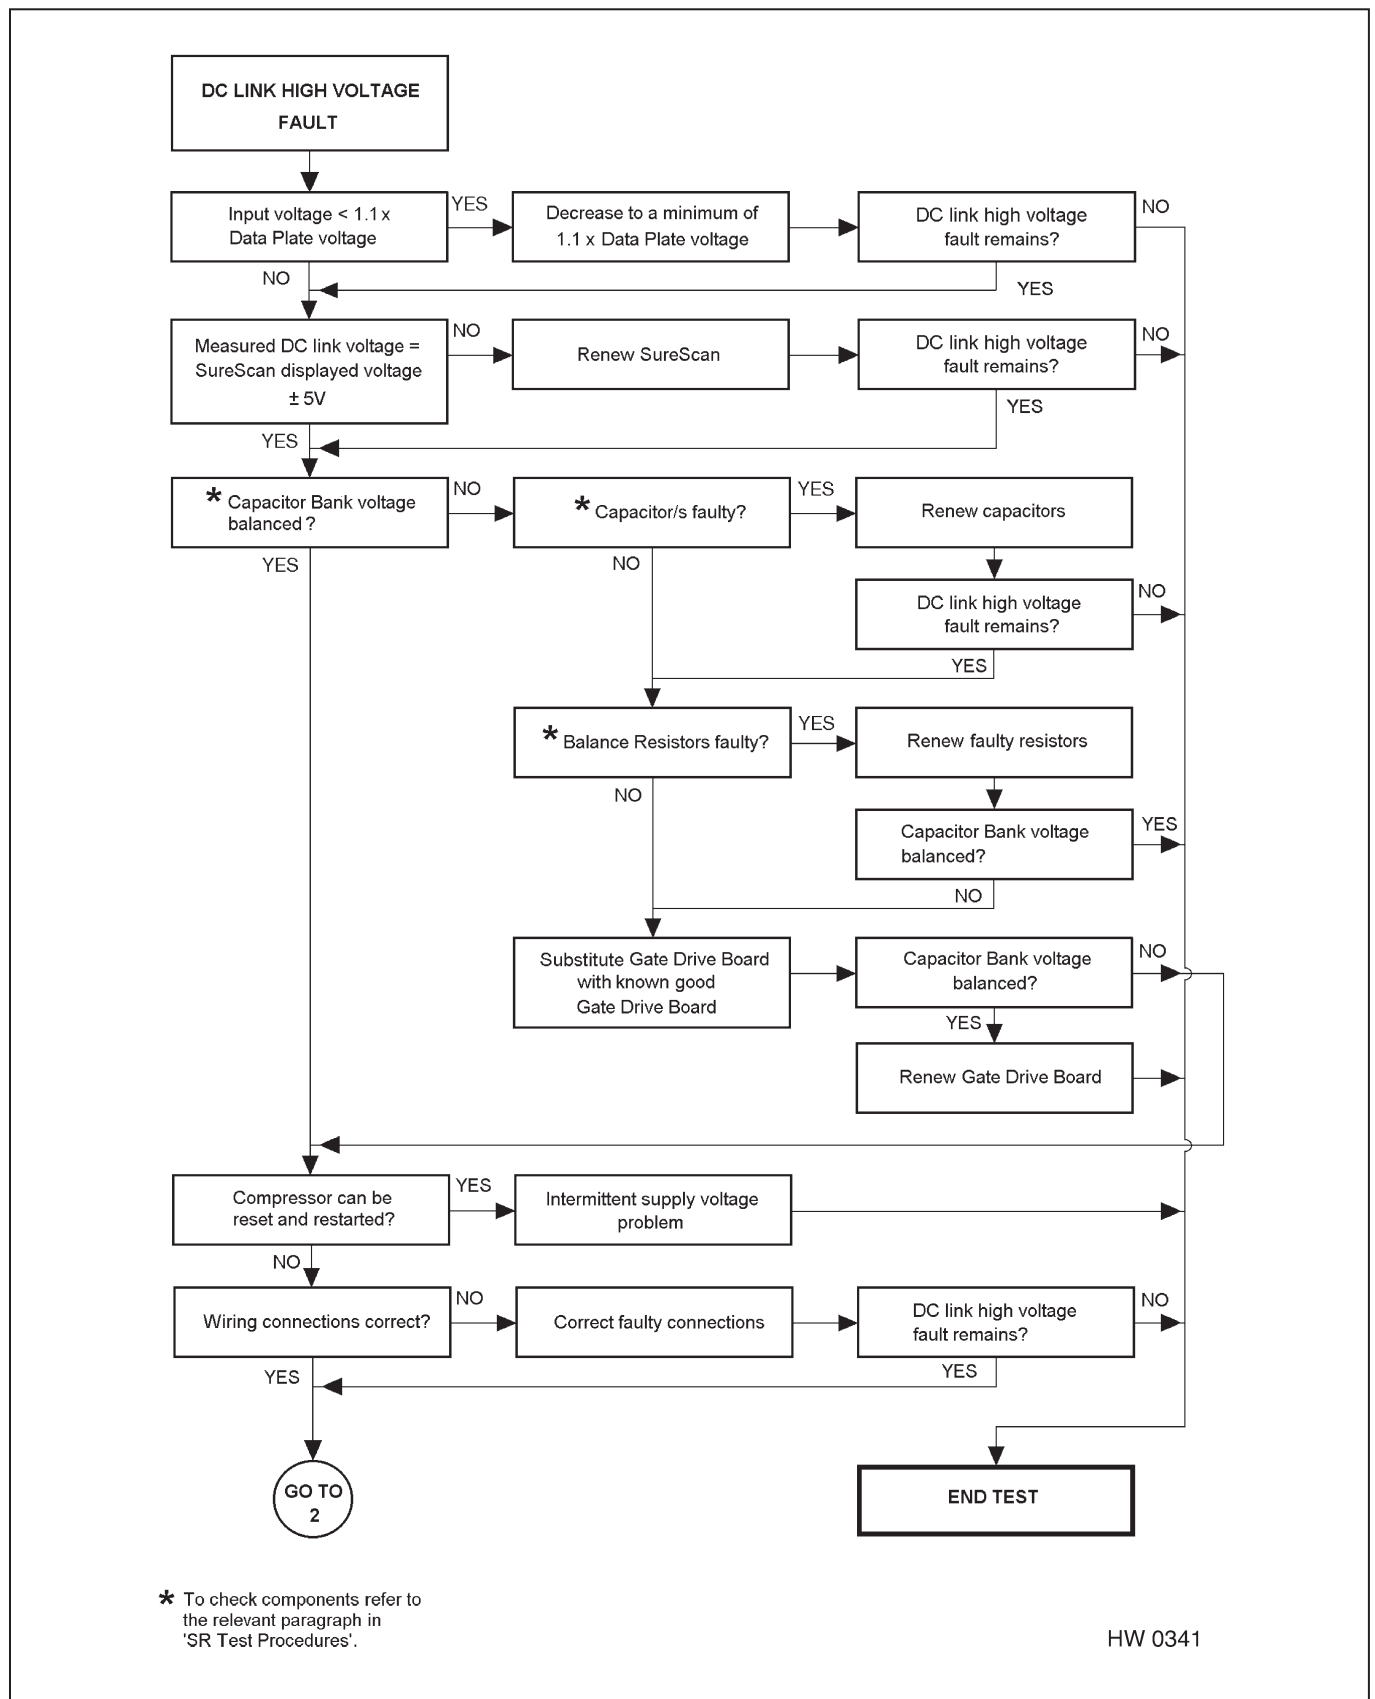 DC LINK HIGH VOLTAGE
FAULT
Input voltage < 1.1 x
Data Plate voltage
YES
Decrease to a minimum of
1.1 x Data Plate voltage
DC link high voltage
fault remains?
NO
NO
YES
Measured DC link voltage =
SureScan displayed voltage
± 5V
NO
Renew SureScan
DC link high voltage
fault remains?
NO
YES
YES
* Capacitor Bank voltage
balanced ?
NO
* Capacitor/s faulty?
YES
Renew capacitors
YES
NO
DC link high voltage
fault remains?
NO
YES
* Balance Resistors faulty?
YES
Renew faulty resistors
NO
Capacitor Bank voltage
balanced?
YES
NO
Substitute Gate Drive Board
with known good
Gate Drive Board
Capacitor Bank voltage
balanced?
NO
YES
Renew Gate Drive Board
Compressor can be
reset and restarted?
YES
Intermittent supply voltage
problem
NO
Wiring connections correct?
NO
Correct faulty connections
DC link high voltage
fault remains?
NO
YES
YES
GO TO
2
END TEST
* To check components refer to
the relevant paragraph in
'SR Test Procedures'.
HW 0341